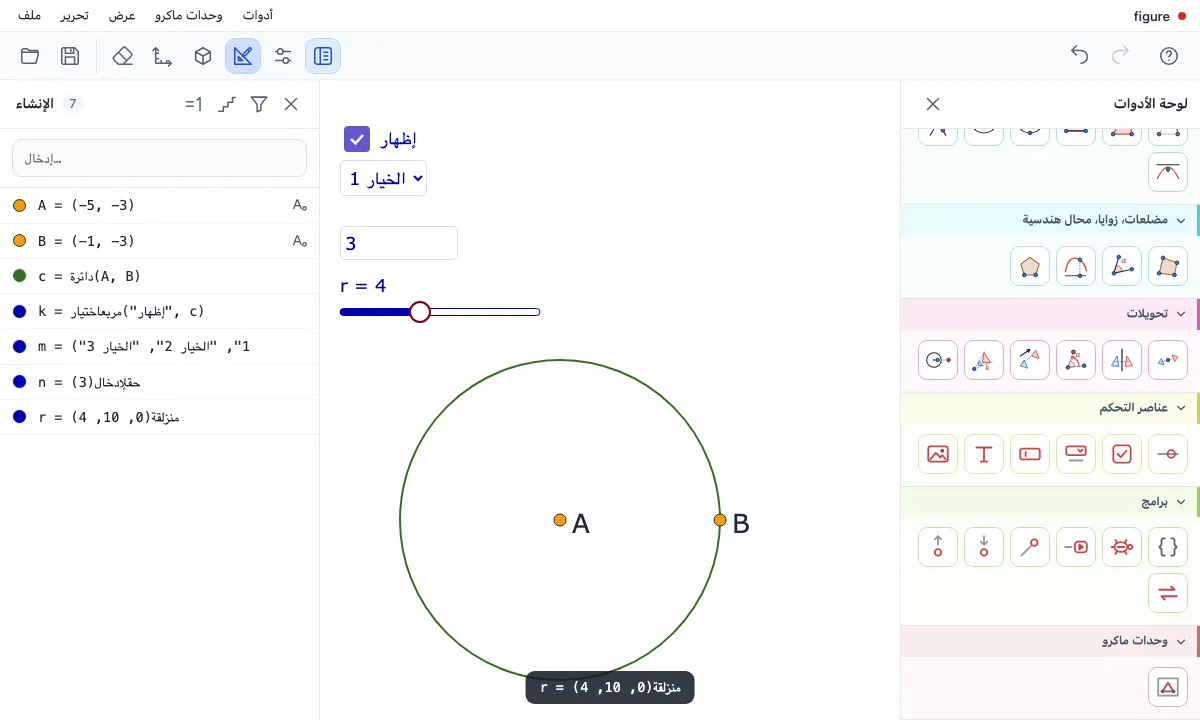 ملف
تحرير
عرض
وحدات ماكرو
أدوات
figure
الإنشاء
7
=1
إدخال...
A = (−5, −3)
B = (−1, −3)
c = دائرة(A, B)
k = مربعاختيار("إظهار", c)
m = ("3 الخيار" ,"2 الخيار" ,"1
n = حقلإدخال(3)
r = منزلقة(0, 10, 4)
إظهار
الخيار 1
3
r = 4
A
B
r = منزلقة(0, 10, 4)
لوحة الأدوات
مضلعات، زوايا، محال هندسية
تحويلات
عناصر التحكم
برامج
وحدات ماكرو